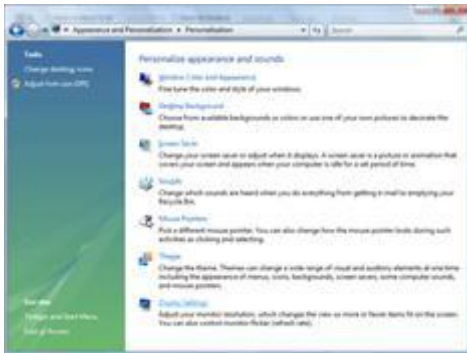 Appearance and Personalization ▸ Personalization
Search
Tasks
Change desktop icons
Adjust font size (DPI)
Personalize appearance and sounds
Window Color and Appearance
Fine tune the color and style of your windows.
Desktop Background
Choose from available backgrounds or colors or use one of your own pictures to decorate the
desktop.
Screen Saver
Change your screen saver or adjust when it displays. A screen saver is a picture or animation that
covers your screen and appears when your computer is idle for a set period of time.
Sounds
Change which sounds are heard when you do everything from getting e-mail to emptying your
Recycle Bin.
Mouse Pointers
Pick a different mouse pointer. You can also change how the mouse pointer looks during such
activities as clicking and selecting.
Theme
Change the theme. Themes can change a wide range of visual and auditory elements at one time
including the appearance of menus, icons, backgrounds, screen savers, some computer sounds,
and mouse pointers.
Display Settings
Adjust your monitor resolution, which changes the view so more or fewer items fit on the screen.
You can also control monitor flicker (refresh rate).
See also
Taskbar and Start Menu
Ease of Access